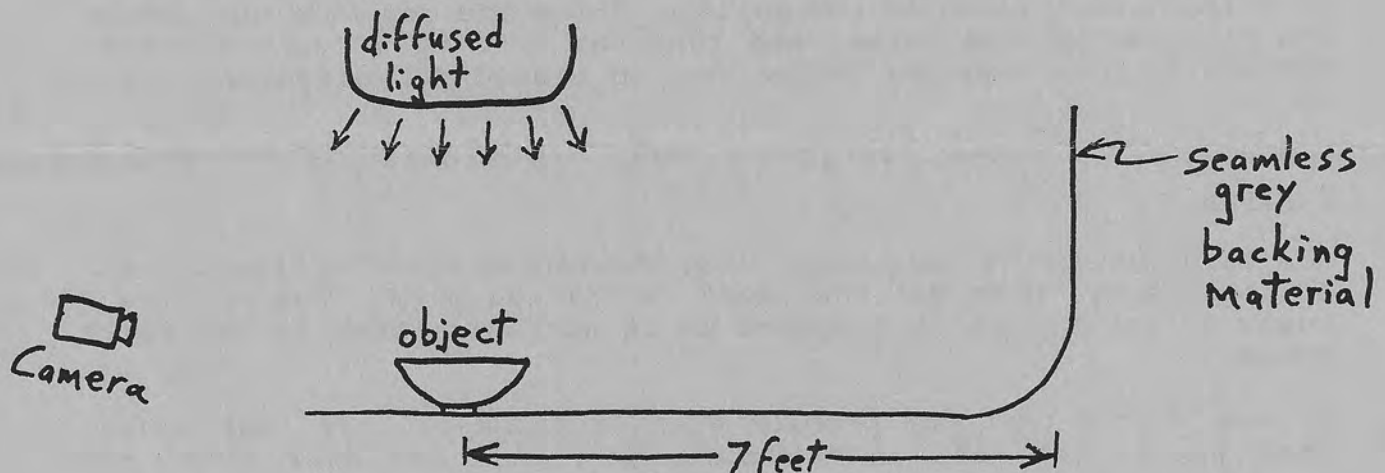 diffused
light
Seamless
grey
backing
Material
object
Camera
7 feet